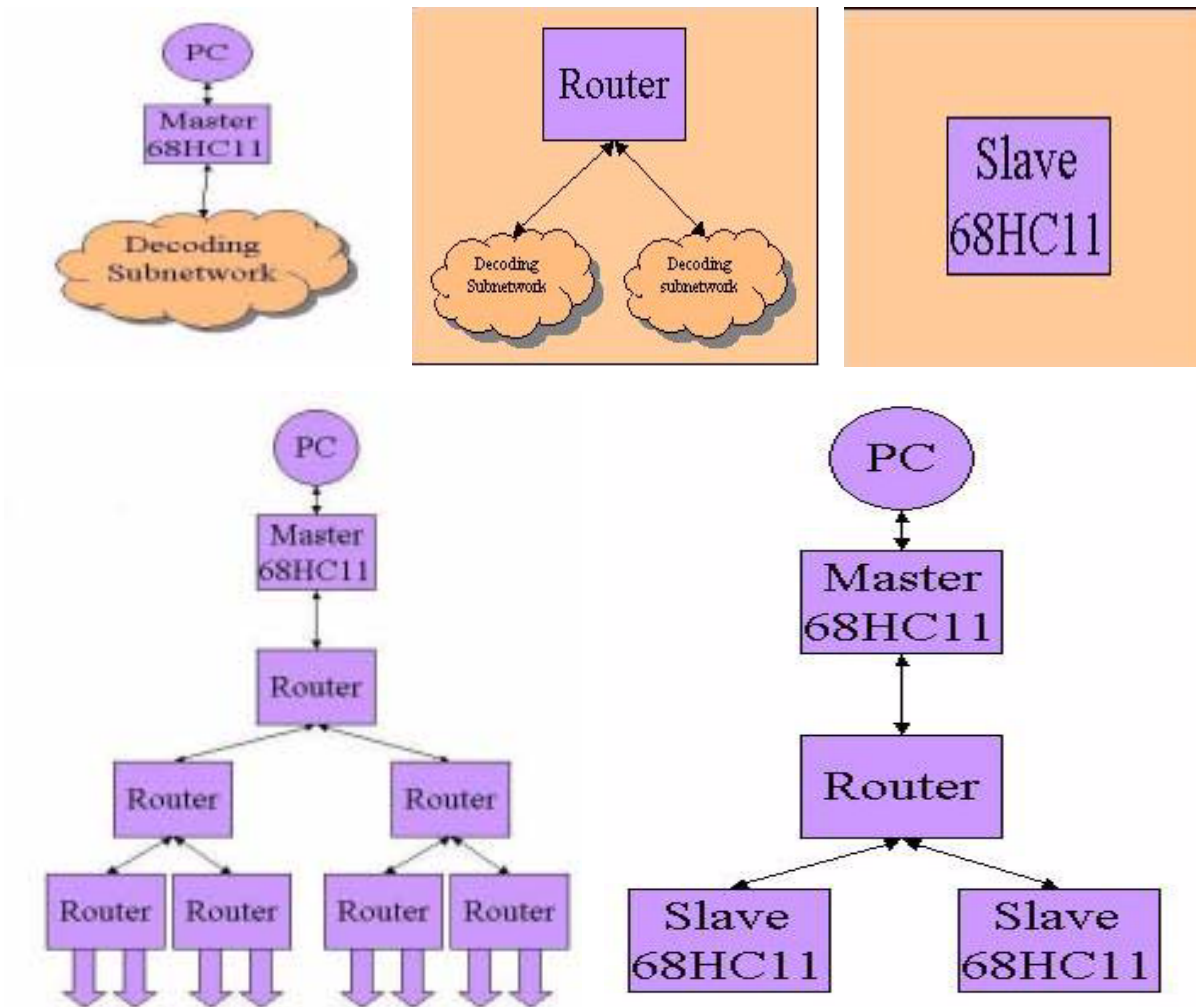 PC
Master
68HC11
Decoding
Subnetwork
Router
Decoding
Subnetwork
Decoding
subnetwork
Slave
68HC11
PC
Master
68HC11
Router
Router
Router
Router
Router
Router
Router
PC
Master
68HC11
Router
Slave
68HC11
Slave
68HC11